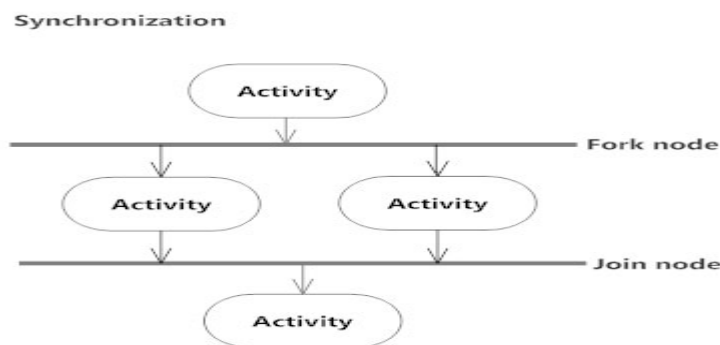 Synchronization
Activity
Fork node
Activity
Activity
Join node
Activity